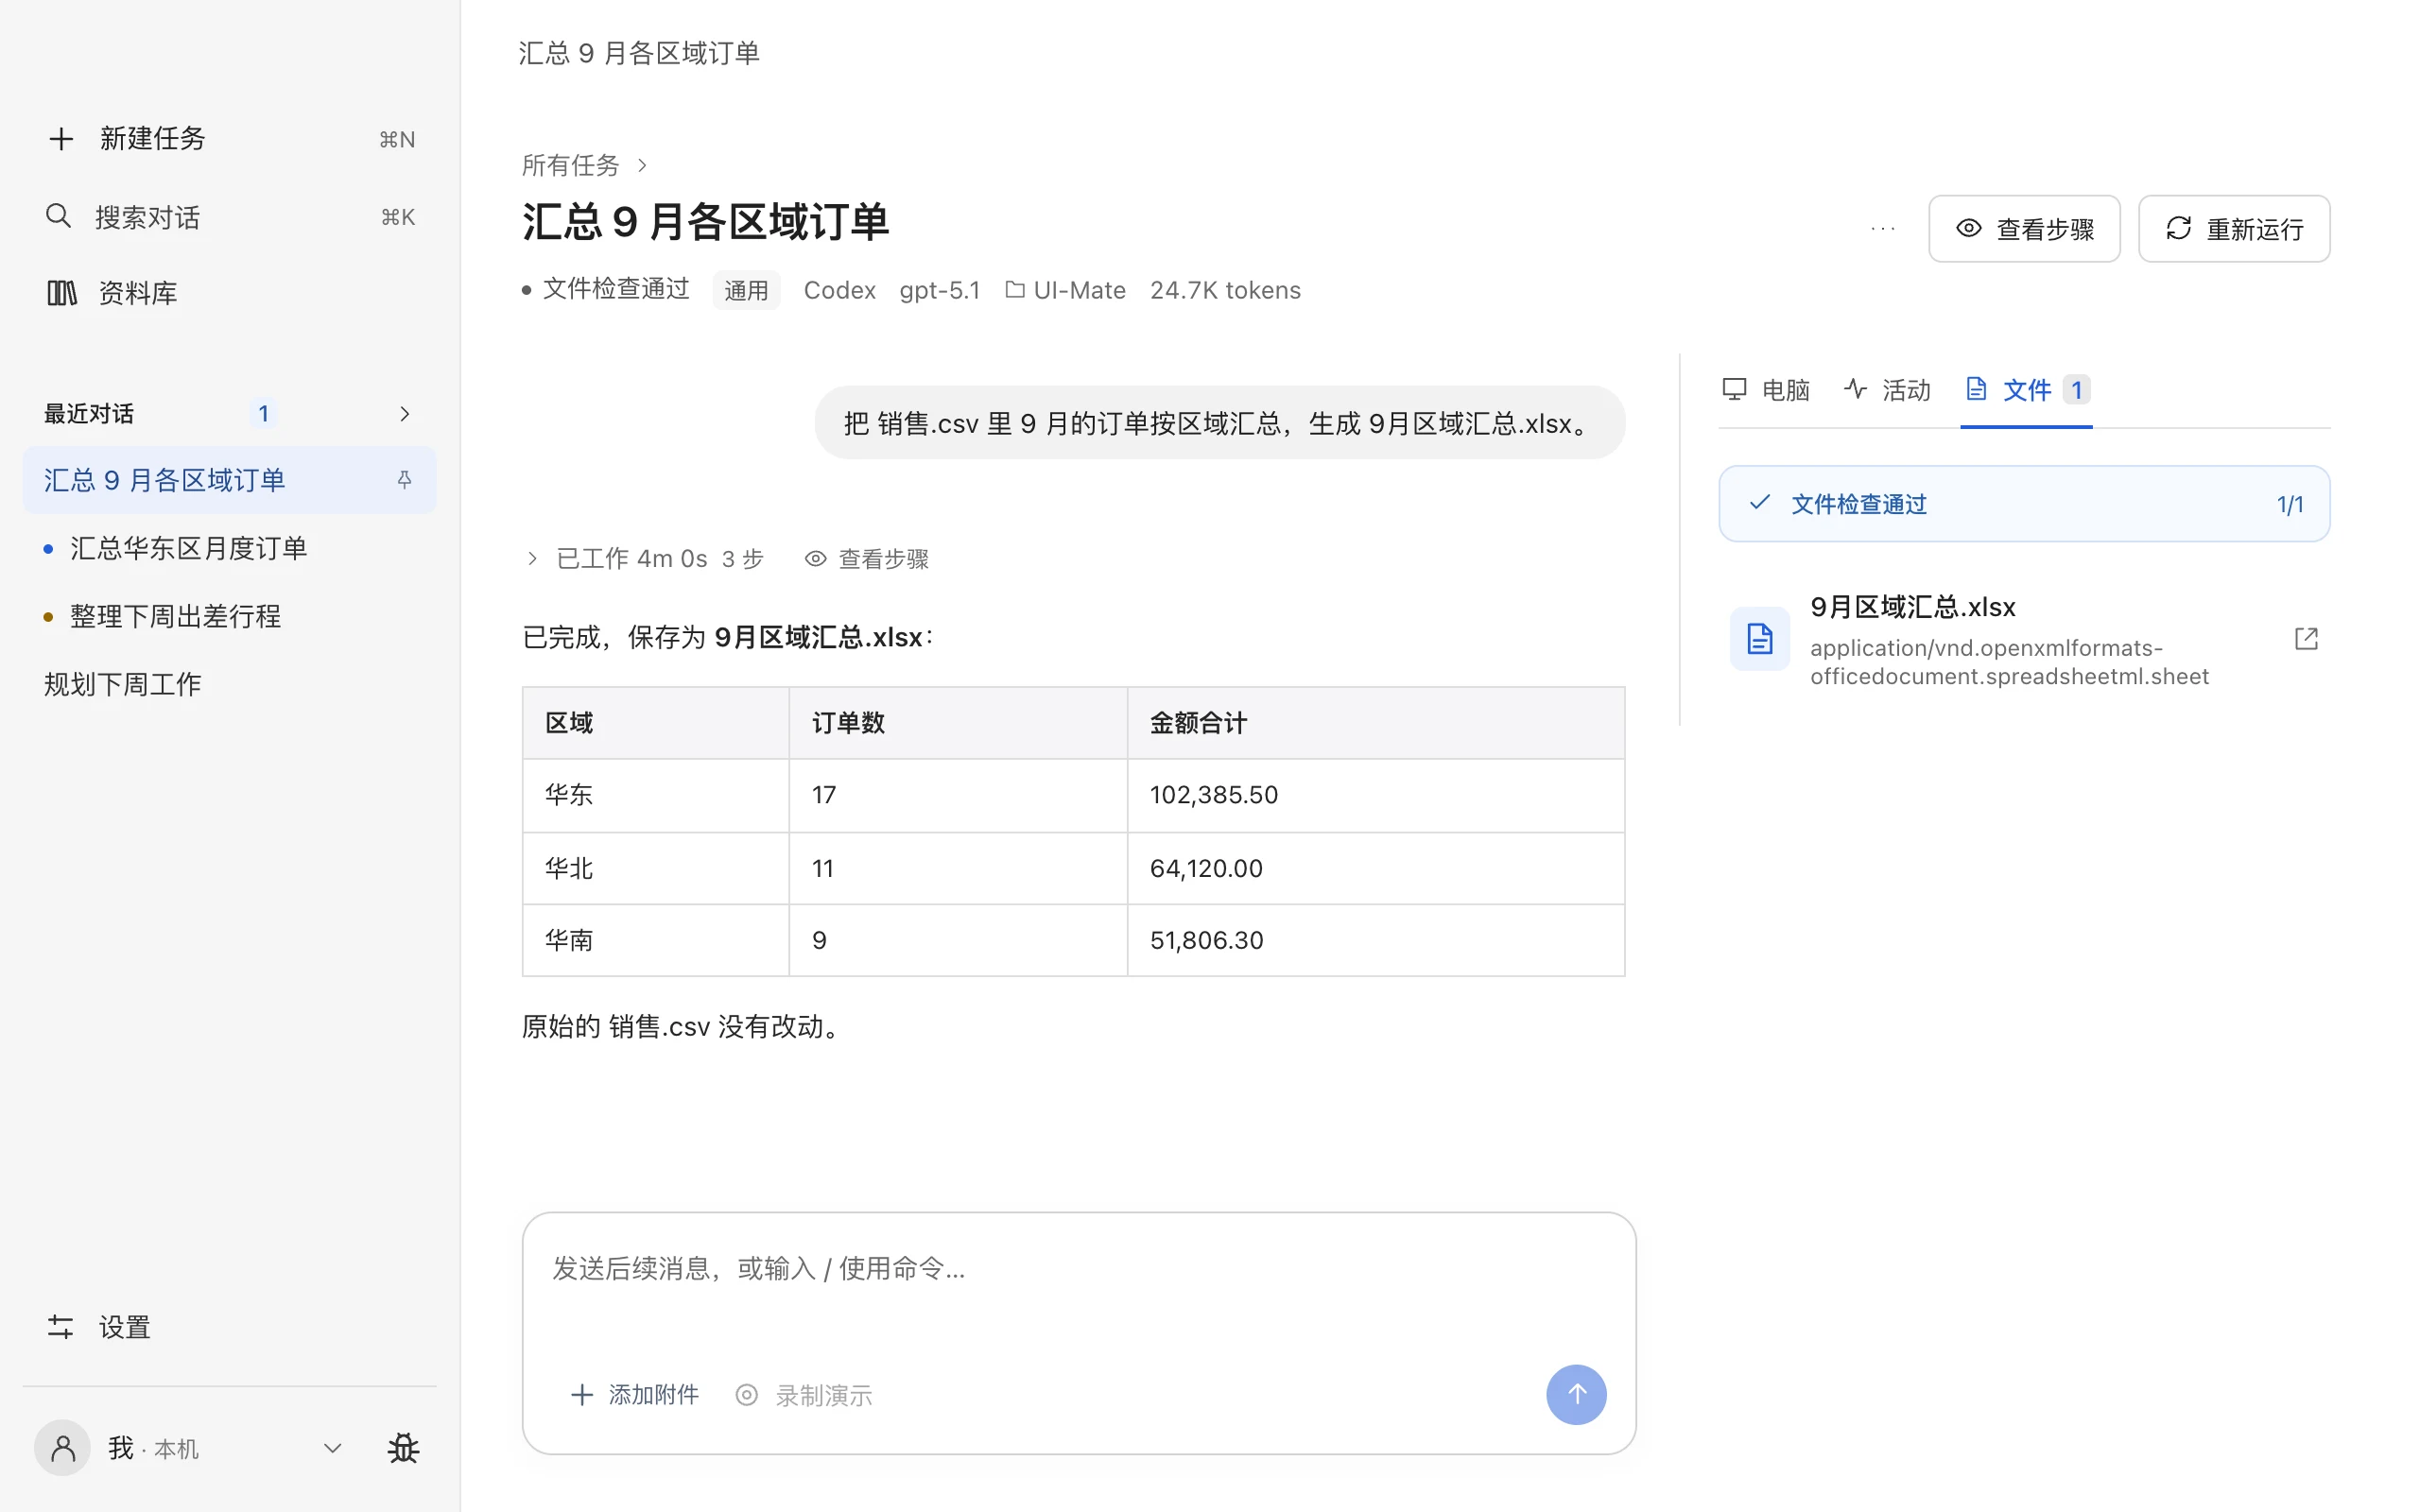 汇总 9 月各区域订单
新建任务 ⌘N
搜索对话 ⌘K
资料库
最近对话 1
汇总 9 月各区域订单
汇总华东区月度订单
整理下周出差行程
规划下周工作
设置
我 · 本机
所有任务
汇总 9 月各区域订单
··· 查看步骤 重新运行
文件检查通过 通用 Codex gpt-5.1 UI-Mate 24.7K tokens
把 销售.csv 里 9 月的订单按区域汇总，生成 9月区域汇总.xlsx。
已工作 4m 0s 3 步 查看步骤
已完成，保存为 9月区域汇总.xlsx：
区域 订单数 金额合计
华东 17 102,385.50
华北 11 64,120.00
华南 9 51,806.30
原始的 销售.csv 没有改动。
发送后续消息，或输入 / 使用命令...
添加附件 录制演示
电脑 活动 文件 1
文件检查通过 1/1
9月区域汇总.xlsx
application/vnd.openxmlformats-
officedocument.spreadsheetml.sheet